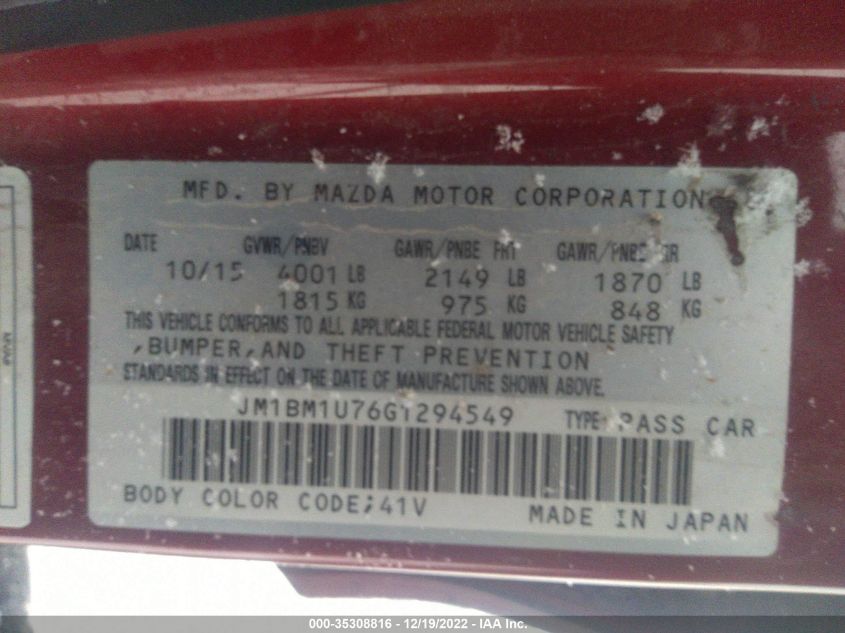 MFD. BY MAZDA MOTOR CORPORATION
DATE GVWR/PNBV GAWR/PNBE FRT GAWR/PNBE RR
10/15 4001 LB 2149 LB 1870 LB
1815 KG 975 KG 848 KG
THIS VEHICLE CONFORMS TO ALL APPLICABLE FEDERAL MOTOR VEHICLE SAFETY
,BUMPER,AND THEFT PREVENTION
STANDARDS IN EFFECT ON THE DATE OF MANUFACTURE SHOWN ABOVE.
JM1BM1U76G1294549 TYPE: PASS CAR
BODY COLOR CODE;41V MADE IN JAPAN
000-35308816 - 12/19/2022 - IAA Inc.